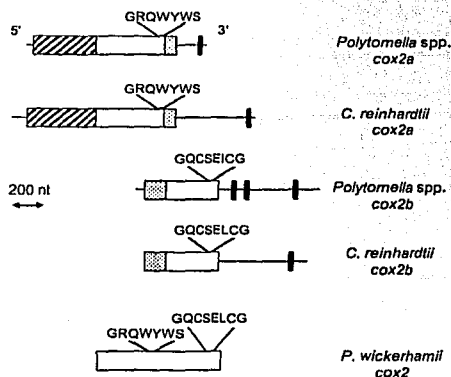 GRQWYWS
5' 3'
Polytomella spp.
cox2a
GRQWYWS
C. reinhardtii
cox2a
GQCSEICG
200 nt
Polytomella spp.
cox2b
GQCSELCG
C. reinhardtii
cox2b
GQCSELCG
GRQWYWS
P. wickerhamii
cox2